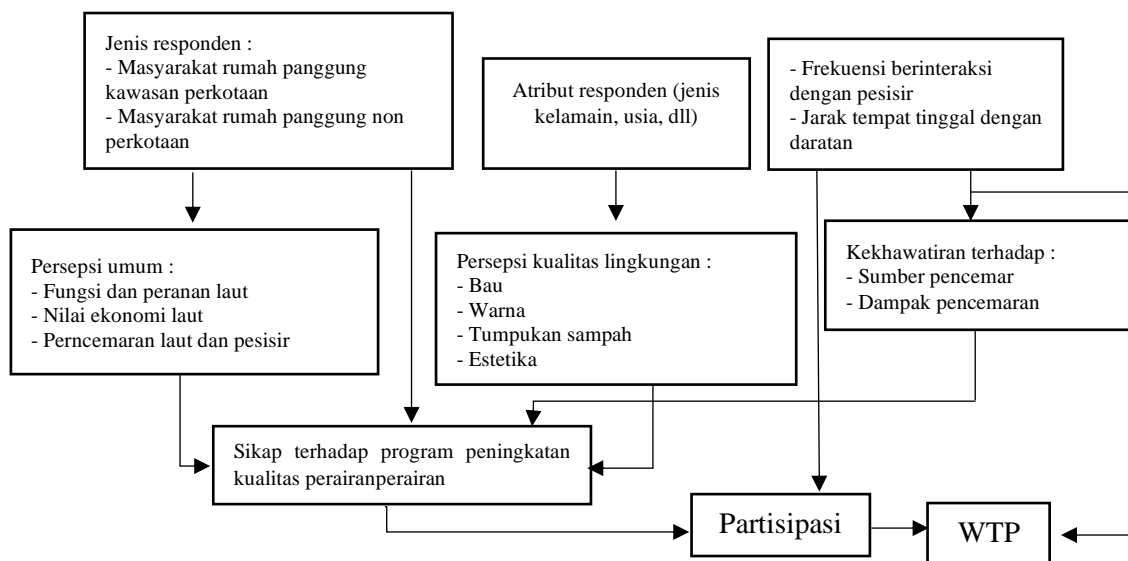 Jenis responden :
- Masyarakat rumah panggung
kawasan perkotaan
- Masyarakat rumah panggung non
perkotaan
Atribut responden (jenis
kelamain, usia, dll)
- Frekuensi berinteraksi
dengan pesisir
- Jarak tempat tinggal dengan
daratan
Persepsi umum :
- Fungsi dan peranan laut
- Nilai ekonomi laut
- Perncemaran laut dan pesisir
Persepsi kualitas lingkungan :
- Bau
- Warna
- Tumpukan sampah
- Estetika
Kekhawatiran terhadap :
- Sumber pencemar
- Dampak pencemaran
Sikap terhadap program peningkatan
kualitas perairanperairan
Partisipasi
WTP